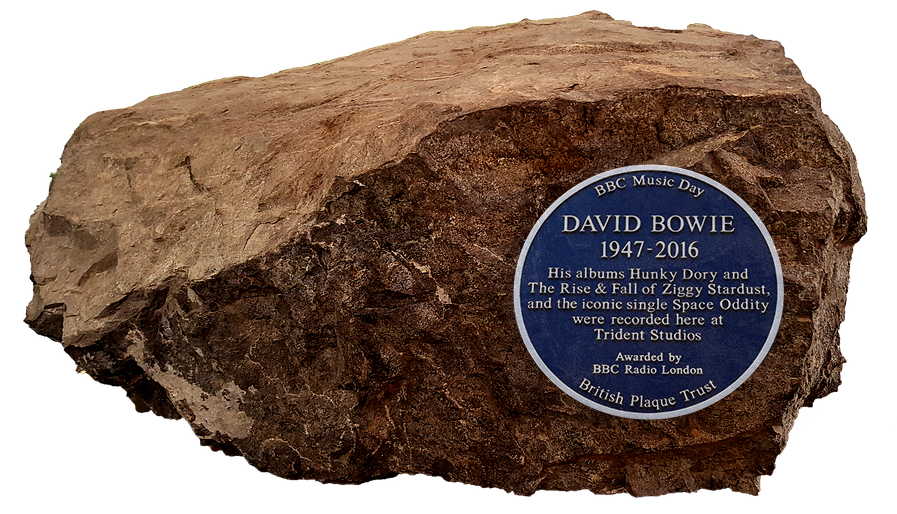 BBC Music Day
DAVID BOWIE
1947-2016
His albums Hunky Dory and
The Rise & Fall of Ziggy Stardust,
and the iconic single Space Oddity
were recorded here at
Trident Studios
Awarded by
BBC Radio London
British Plaque Trust